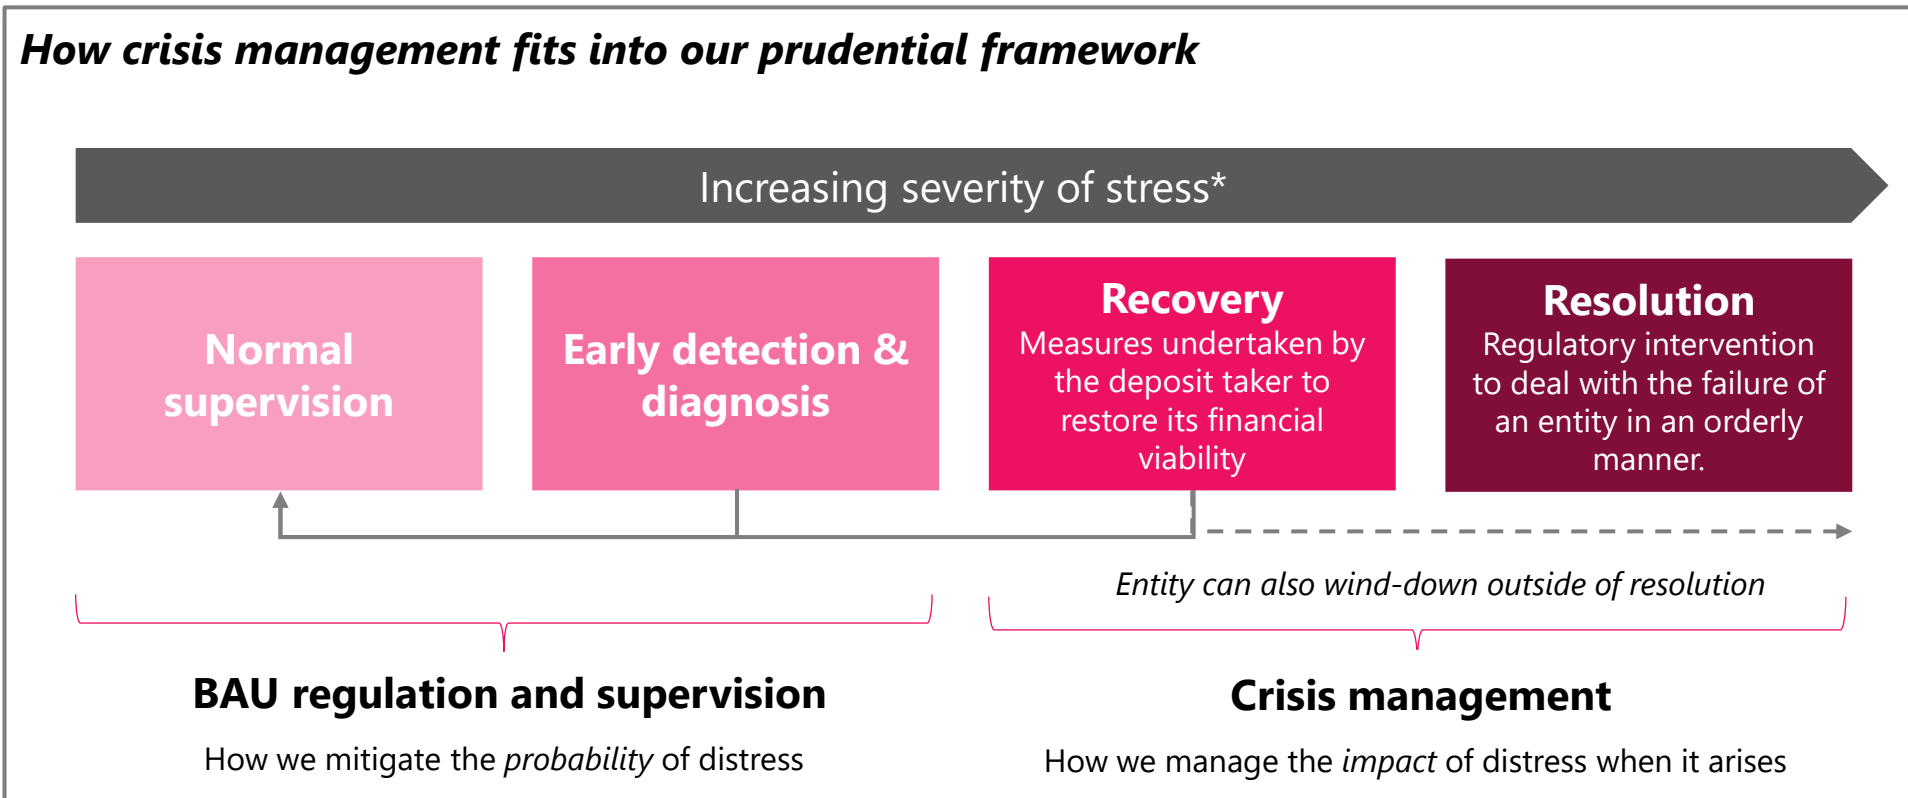 How crisis management fits into our prudential framework
Increasing severity of stress*
Normal
supervision
Early detection &
diagnosis
Recovery
Measures undertaken by
the deposit taker to
restore its financial
viability
Resolution
Regulatory intervention
to deal with the failure of
an entity in an orderly
manner.
Entity can also wind-down outside of resolution
BAU regulation and supervision
How we mitigate the probability of distress
Crisis management
How we manage the impact of distress when it arises